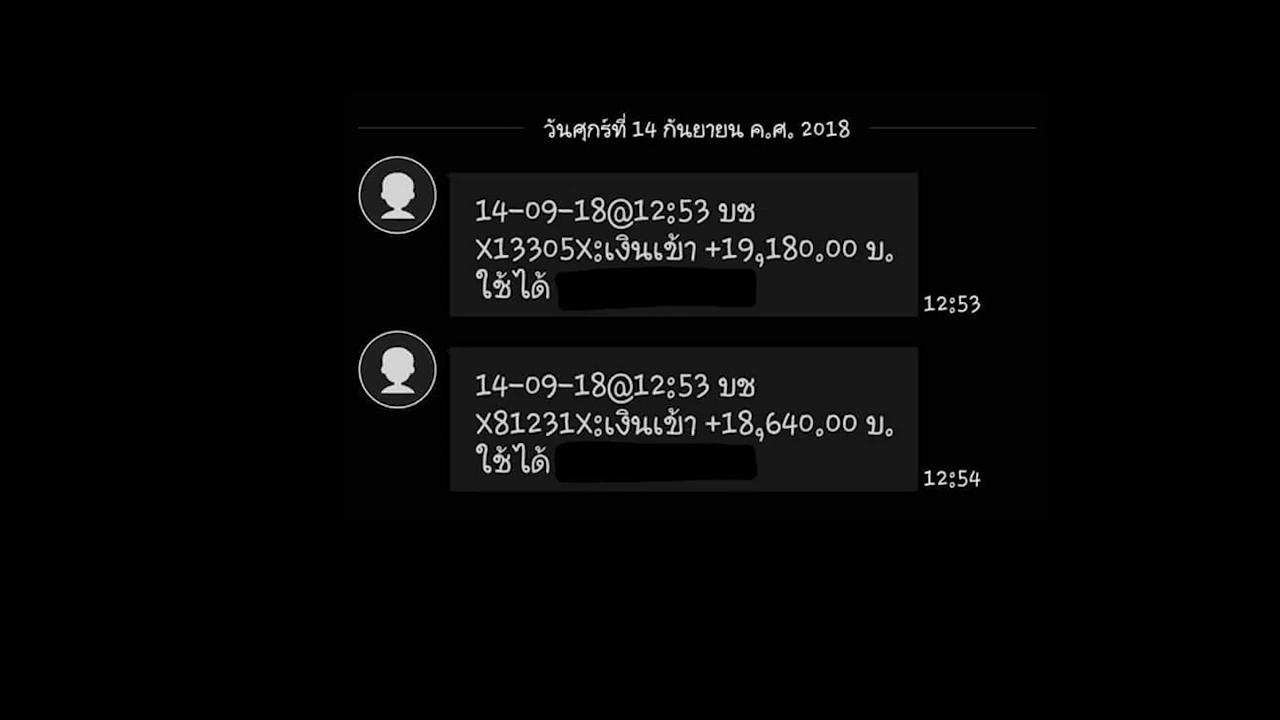 วันศุกร์ที่ 14 กันยายน ค.ศ. 2018
14-09-18@12:53 บช
X13305X:เงินเข้า +19,180.00 บ.
ใช้ได้
12:53
14-09-18@12:53 บช
X81231X:เงินเข้า +18,640.00 บ.
ใช้ได้
12:54